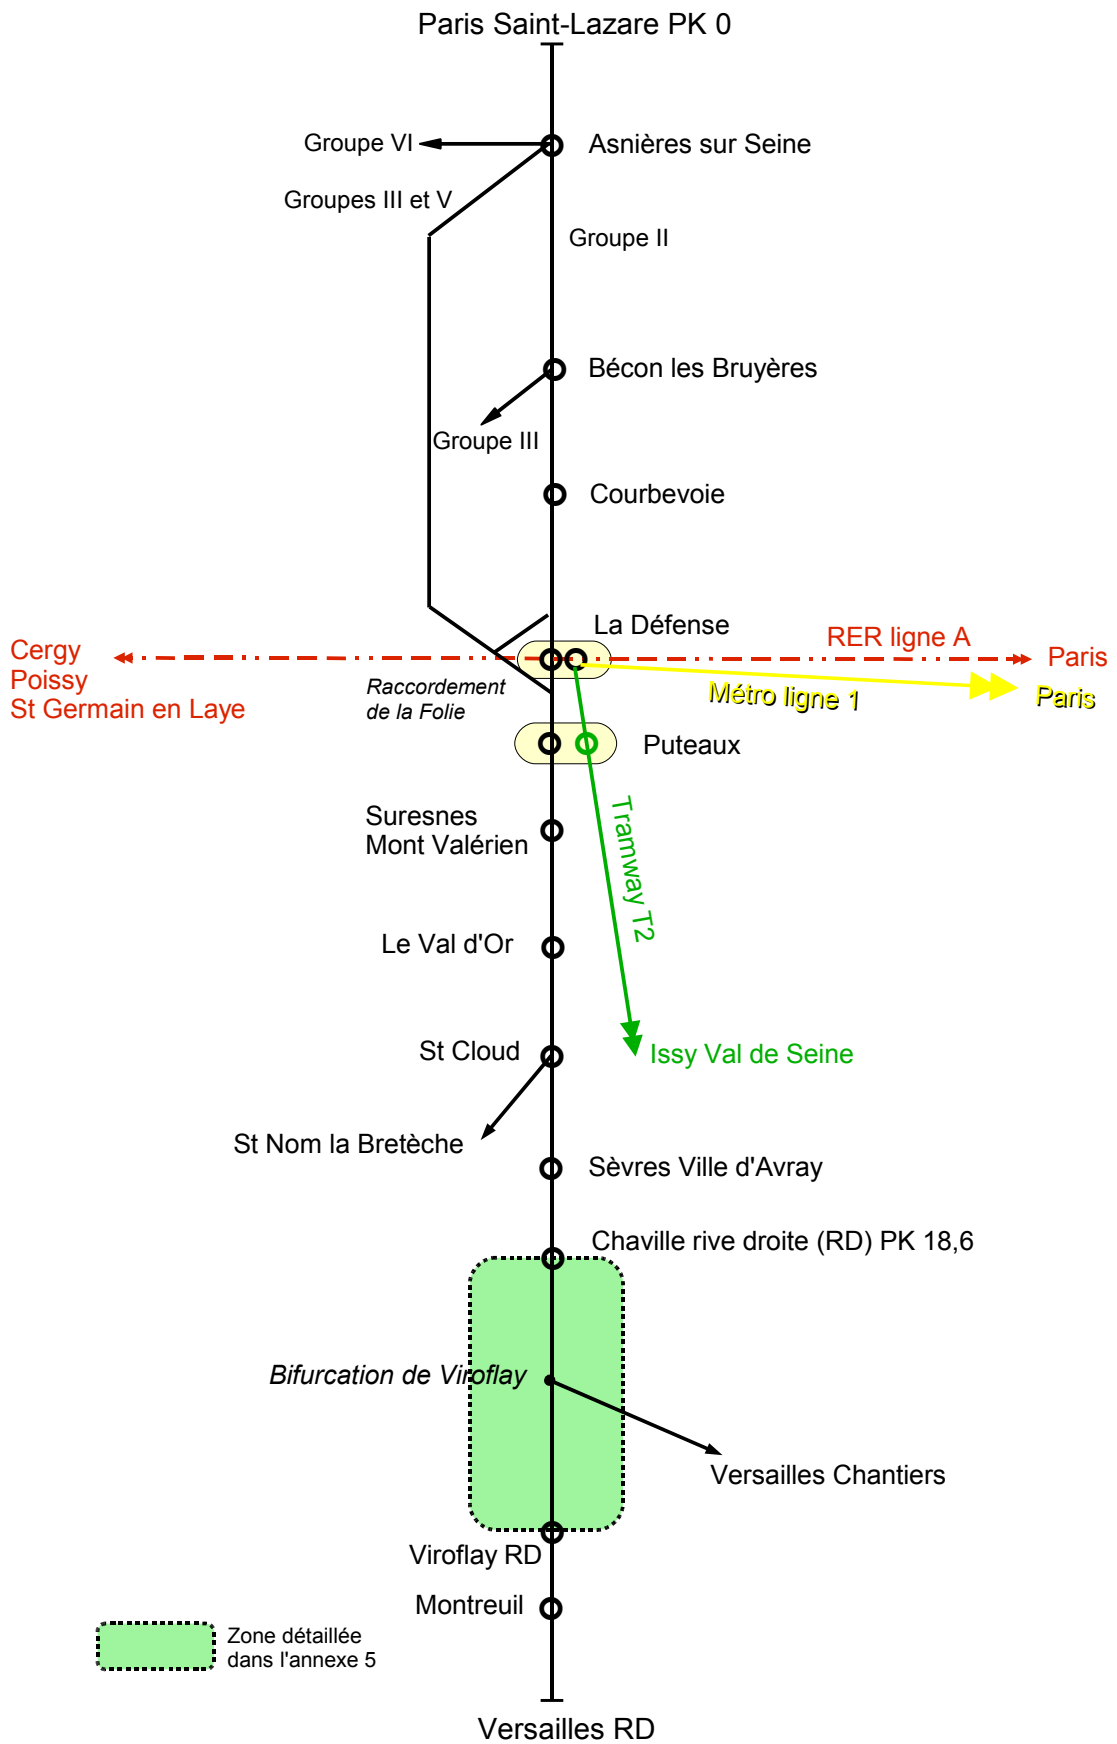 Paris Saint-Lazare PK 0
Groupe VI
Asnières sur Seine
Groupes III et V
Groupe II
Bécon les Bruyères
Groupe III
Courbevoie
La Défense
RER ligne A
Cergy
Poissy
St Germain en Laye
Paris
Raccordement
de la Folie
Métro ligne 1
Paris
Puteaux
Suresnes
Mont Valérien
Tramway T2
Le Val d'Or
St Cloud
Issy Val de Seine
St Nom la Bretèche
Sèvres Ville d'Avray
Chaville rive droite (RD) PK 18,6
Bifurcation de Viroflay
Versailles Chantiers
Viroflay RD
Montreuil
Zone détaillée
dans l'annexe 5
Versailles RD